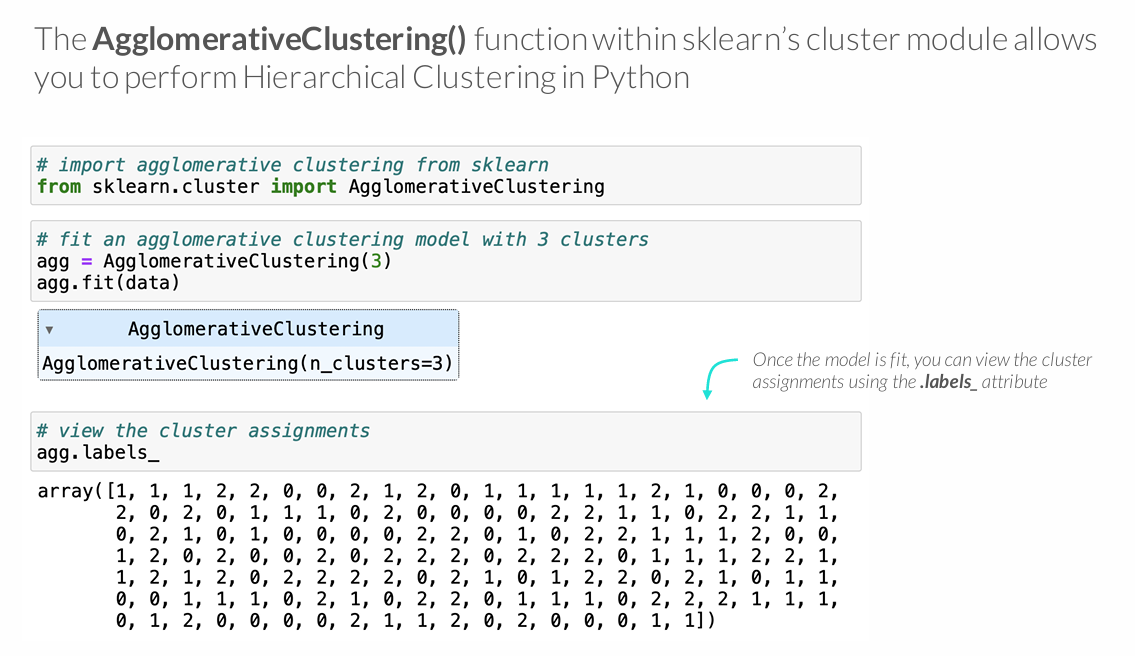 The AgglomerativeClustering() function within sklearn’s cluster module allows
you to perform Hierarchical Clustering in Python
# import agglomerative clustering from sklearn
from sklearn.cluster import AgglomerativeClustering
# fit an agglomerative clustering model with 3 clusters
agg = AgglomerativeClustering(3)
agg.fit(data)
▾ AgglomerativeClustering
AgglomerativeClustering(n_clusters=3)
Once the model is fit, you can view the cluster
assignments using the .labels_ attribute
# view the cluster assignments
agg.labels_
array([1, 1, 1, 2, 2, 0, 0, 2, 1, 2, 0, 1, 1, 1, 1, 1, 2, 1, 0, 0, 0, 2,
2, 0, 2, 0, 1, 1, 1, 0, 2, 0, 0, 0, 0, 2, 2, 1, 1, 0, 2, 2, 1, 1,
0, 2, 1, 0, 1, 0, 0, 0, 0, 2, 2, 0, 1, 0, 2, 2, 1, 1, 1, 2, 0, 0,
1, 2, 0, 2, 0, 0, 2, 0, 2, 2, 2, 0, 2, 2, 2, 0, 1, 1, 1, 2, 2, 1,
1, 2, 1, 2, 0, 2, 2, 2, 2, 0, 2, 1, 0, 1, 2, 2, 0, 2, 1, 0, 1, 1,
0, 0, 1, 1, 1, 0, 2, 1, 0, 2, 2, 0, 1, 1, 1, 0, 2, 2, 2, 1, 1, 1,
0, 1, 2, 0, 0, 0, 0, 2, 1, 1, 2, 0, 2, 0, 0, 0, 1, 1])